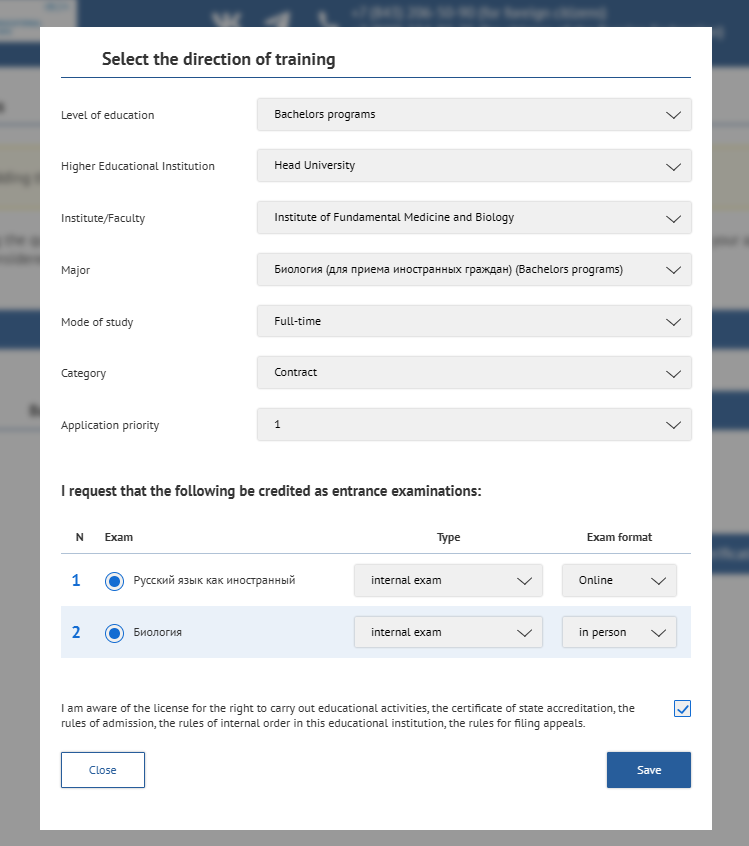 +7 (843) 206-50-90 (for foreign citizens)
Select the direction of training
Level of education
Bachelors programs
Higher Educational Institution
Head University
Institute/Faculty
Institute of Fundamental Medicine and Biology
Major
Биология (для приема иностранных граждан) (Bachelors programs)
Mode of study
Full-time
Category
Contract
Application priority
1
I request that the following be credited as entrance examinations:
N Exam Type Exam format
1 Русский язык как иностранный internal exam Online
2 Биология internal exam in person
I am aware of the license for the right to carry out educational activities, the certificate of state accreditation, the
rules of admission, the rules of internal order in this educational institution, the rules for filing appeals.
Close Save